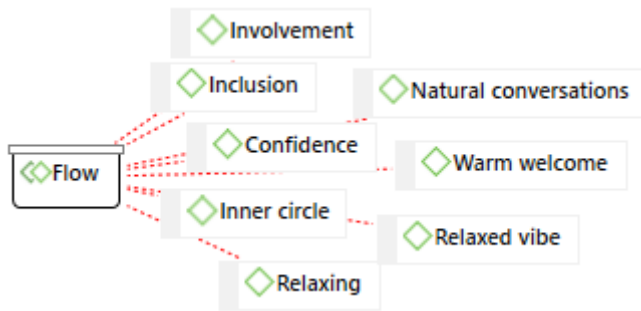 Involvement
Inclusion
Natural conversations
Confidence
Flow
Warm welcome
Inner circle
Relaxed vibe
Relaxing